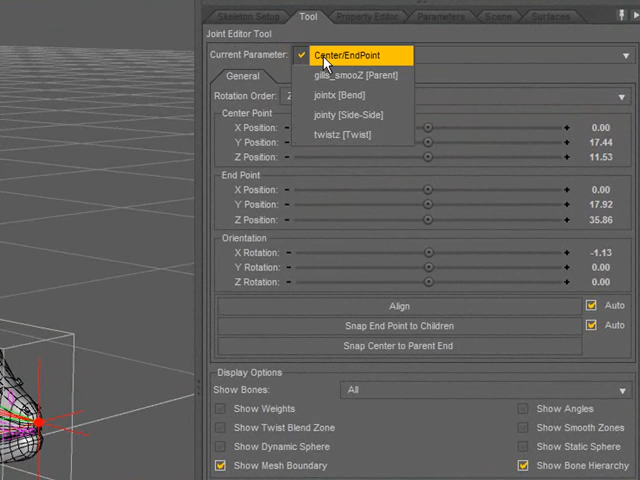 Skeleton Setup Tool Property Editor Parameters Scene Surfaces
Joint Editor Tool
Current Parameter: Center/EndPoint
gills_smooZ [Parent]
General
jointx [Bend]
Rotation Order: Z
jointy [Side-Side]
Center Point
twistz [Twist]
X Position: 0.00
Y Position: 17.44
Z Position: 11.53
End Point
X Position: 0.00
Y Position: 17.92
Z Position: 35.86
Orientation
X Rotation: -1.13
Y Rotation: 0.00
Z Rotation: 0.00
Align Auto
Snap End Point to Children Auto
Snap Center to Parent End
Display Options
Show Bones: All
Show Weights Show Angles
Show Twist Blend Zone Show Smooth Zones
Show Dynamic Sphere Show Static Sphere
Show Mesh Boundary Show Bone Hierarchy